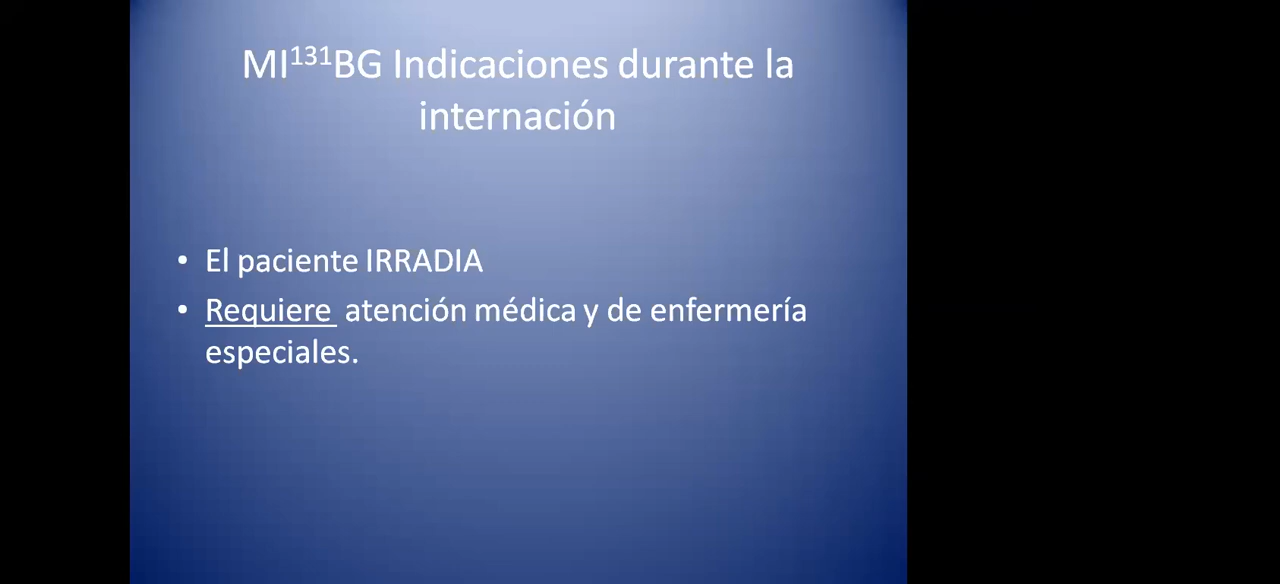 MI¹³¹BG Indicaciones durante la
internación
• El paciente IRRADIA
• Requiere atención médica y de enfermería
especiales.